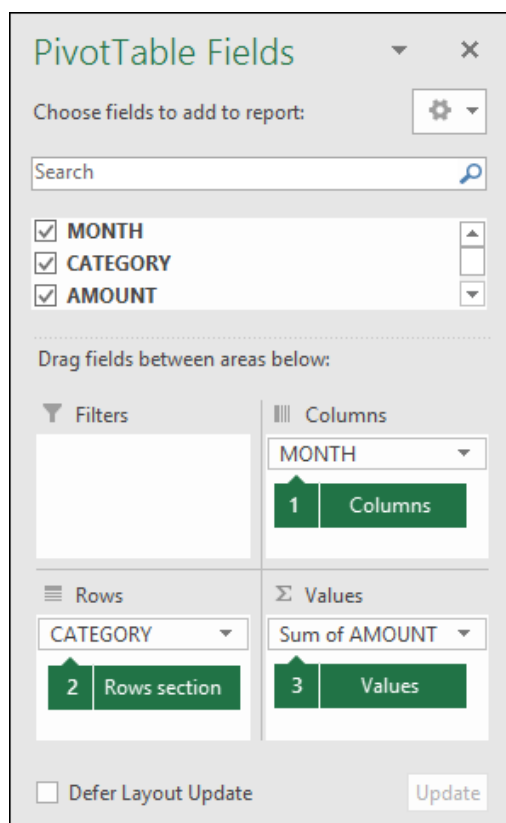 PivotTable Fields
Choose fields to add to report:
Search
MONTH
CATEGORY
AMOUNT
Drag fields between areas below:
Filters
Columns
MONTH
1 Columns
Rows
Σ Values
CATEGORY
Sum of AMOUNT
2 Rows section
3 Values
Defer Layout Update
Update